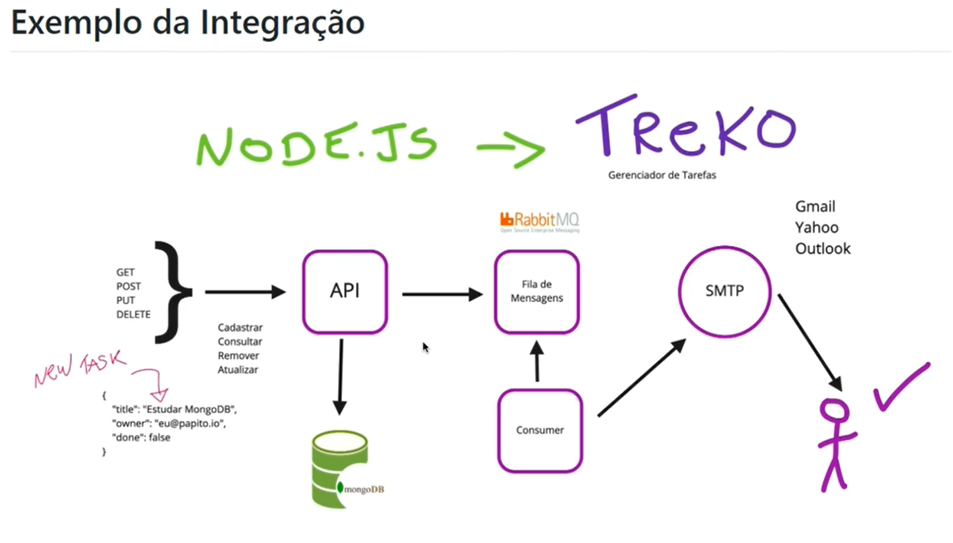 Exemplo da Integração
NODE.JS → TReKO
Gerenciador de Tarefas
RabbitMQ
Open Source Enterprise Messaging
Gmail
Yahoo
Outlook
GET
POST
PUT
DELETE
}
API
Fila de
Mensagens
SMTP
Cadastrar
Consultar
Remover
Atualizar
NEW TASK
{
"title": "Estudar MongoDB",
"owner": "eu@papito.io",
"done": false
}
Consumer
mongoDB